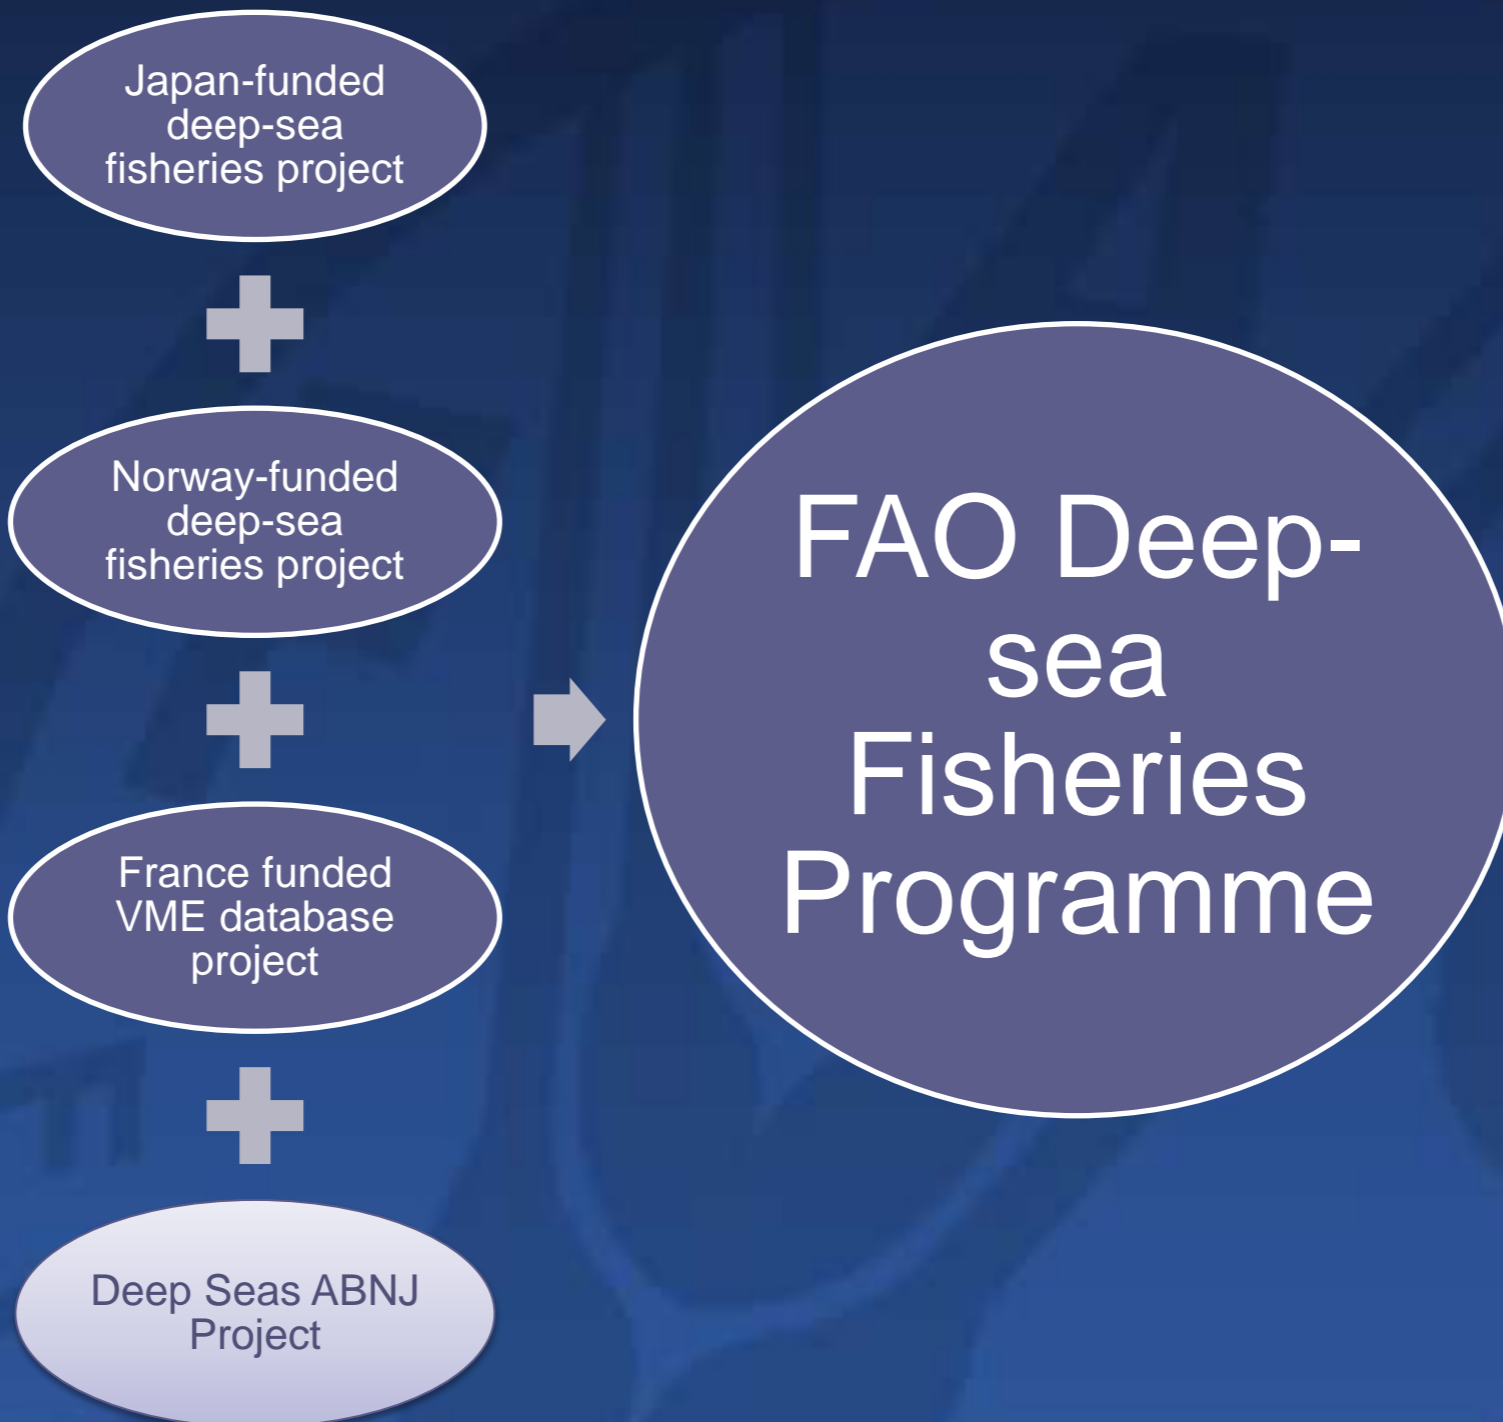 Japan-funded
deep-sea
fisheries project
Norway-funded
deep-sea
fisheries project
France funded
VME database
project
Deep Seas ABNJ
Project
FAO Deep-
sea
Fisheries
Programme